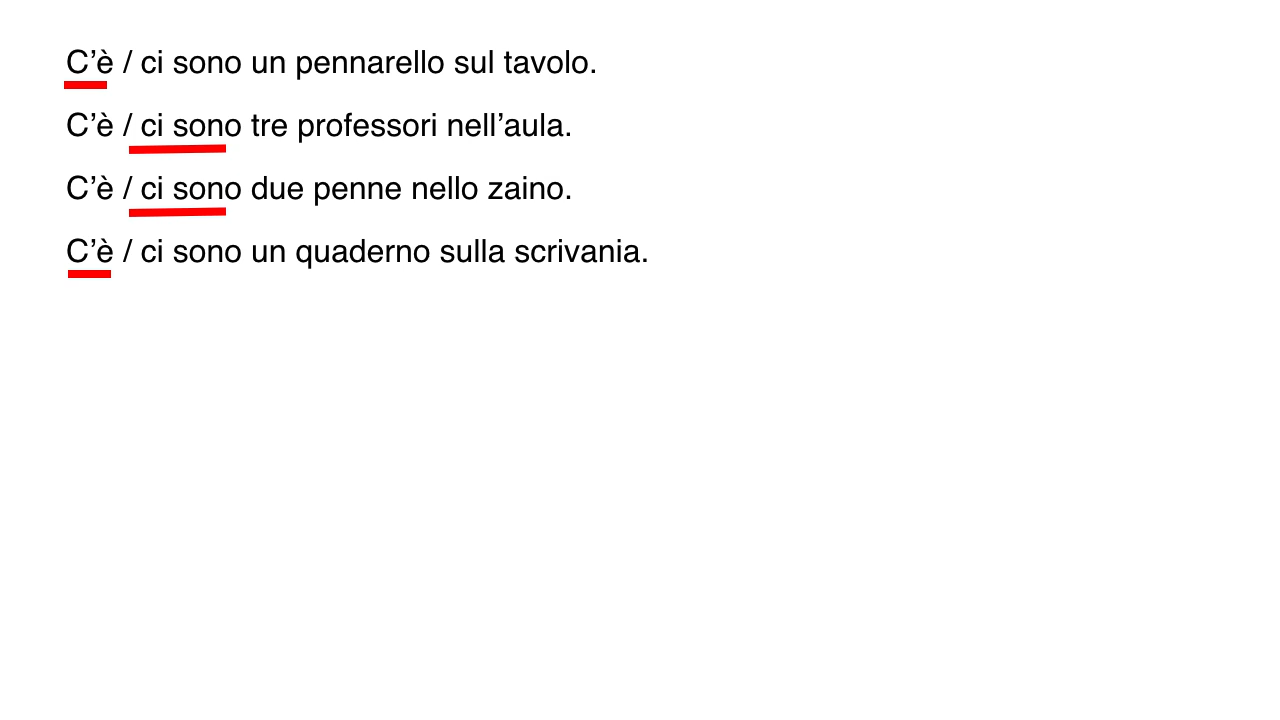 C’è / ci sono un pennarello sul tavolo.
C’è / ci sono tre professori nell’aula.
C’è / ci sono due penne nello zaino.
C’è / ci sono un quaderno sulla scrivania.